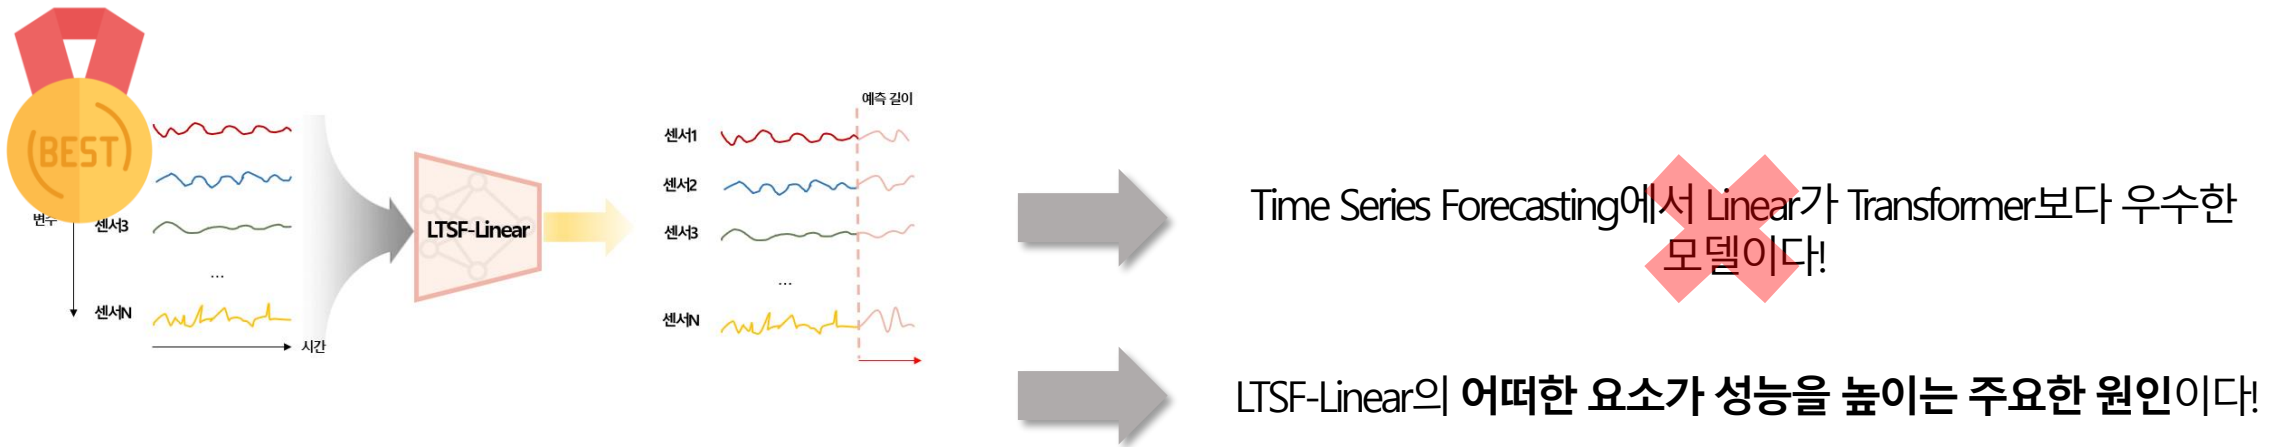 BEST
변수
센서3
...
센서N
시간
LTSF-Linear
예측 길이
센서1
센서2
센서3
...
센서N
Time Series Forecasting에서 Linear가 Transformer보다 우수한
모델이다!
LTSF-Linear의 어떠한 요소가 성능을 높이는 주요한 원인이다!